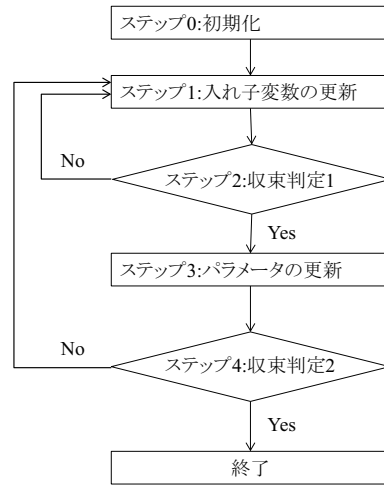 ステップ0:初期化
ステップ1:入れ子変数の更新
No
ステップ2:収束判定1
Yes
ステップ3:パラメータの更新
No
ステップ4:収束判定2
Yes
終了